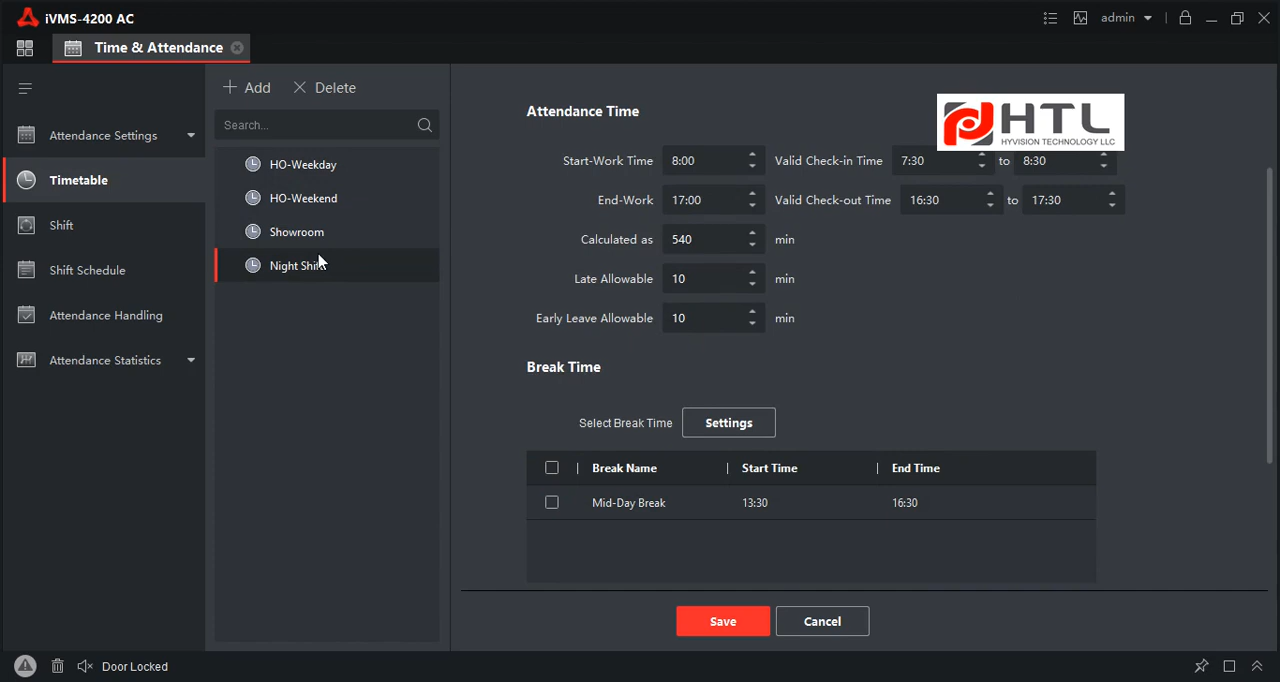 iVMS-4200 AC
admin
Time & Attendance
Add Delete
Search...
Attendance Settings
Timetable
Shift
Shift Schedule
Attendance Handling
Attendance Statistics
HO-Weekday
HO-Weekend
Showroom
Night Shift
Attendance Time
HTL
HYVISION TECHNOLOGY LLC
Start-Work Time 8:00 Valid Check-in Time 7:30 to 8:30
End-Work 17:00 Valid Check-out Time 16:30 to 17:30
Calculated as 540 min
Late Allowable 10 min
Early Leave Allowable 10 min
Break Time
Select Break Time Settings
Break Name Start Time End Time
Mid-Day Break 13:30 16:30
Save Cancel
Door Locked